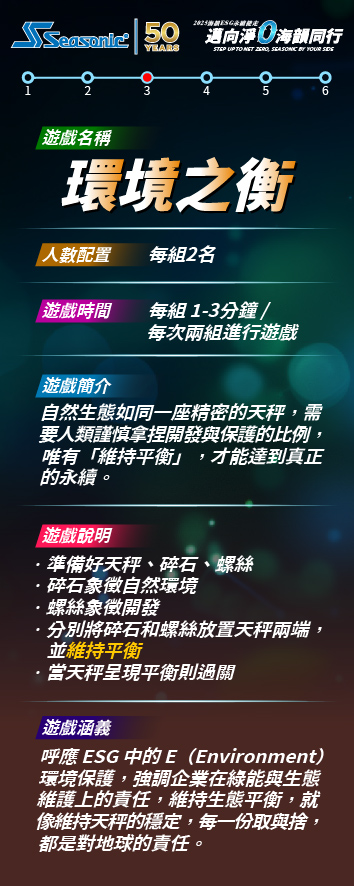 Seasonic
50
YEARS
2025海韻ESG永續健走
邁向淨0海韻同行
STEP UP TO NET ZERO, SEASONIC BY YOUR SIDE
1 2 3 4 5 6
遊戲名稱
環境之衡
人數配置
每組2名
遊戲時間
每組 1-3分鐘 /
每次兩組進行遊戲
遊戲簡介
自然生態如同一座精密的天秤，需
要人類謹慎拿捏開發與保護的比例，
唯有「維持平衡」，才能達到真正
的永續。
遊戲說明
· 準備好天秤、碎石、螺絲
· 碎石象徵自然環境
· 螺絲象徵開發
· 分別將碎石和螺絲放置天秤兩端，
並維持平衡
· 當天秤呈現平衡則過關
遊戲涵義
呼應 ESG 中的 E（Environment）
環境保護，強調企業在綠能與生態
維護上的責任，維持生態平衡，就
像維持天秤的穩定，每一份取與捨，
都是對地球的責任。